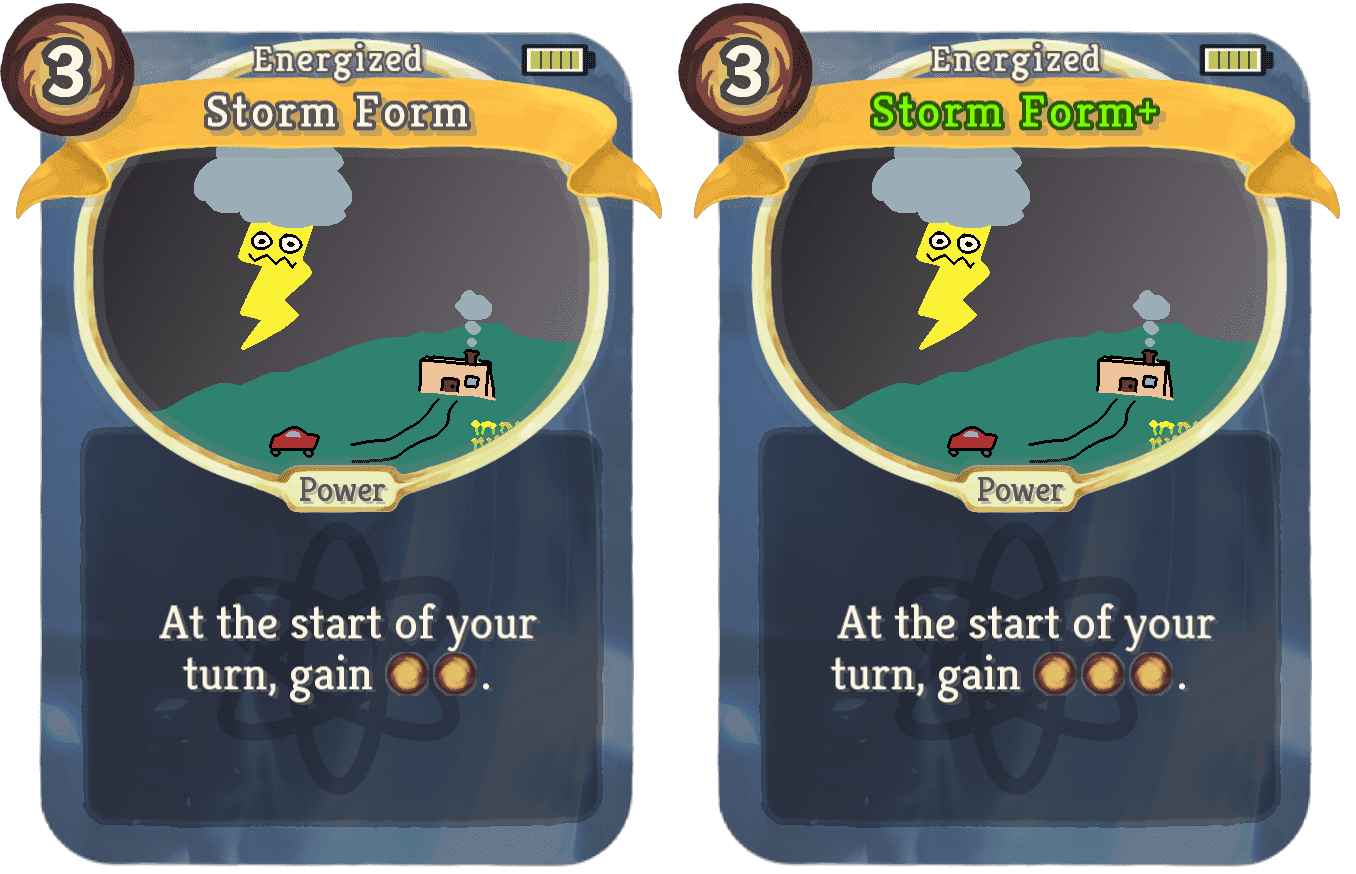 3
Energized
Storm Form
Power
At the start of your
turn, gain .
3
Energized
Storm Form+
Power
At the start of your
turn, gain .